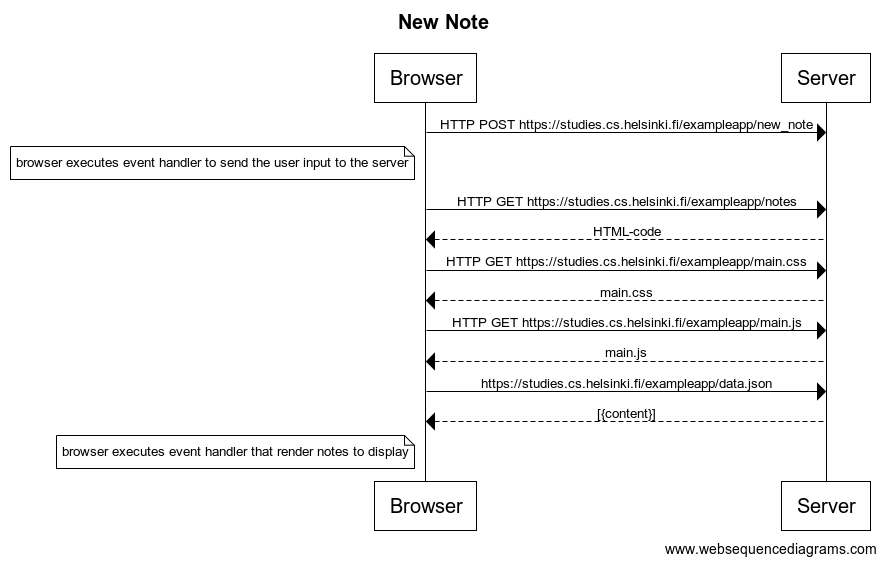 New Note
Browser
Server
HTTP POST https://studies.cs.helsinki.fi/exampleapp/new_note
browser executes event handler to send the user input to the server
HTTP GET https://studies.cs.helsinki.fi/exampleapp/notes
HTML-code
HTTP GET https://studies.cs.helsinki.fi/exampleapp/main.css
main.css
HTTP GET https://studies.cs.helsinki.fi/exampleapp/main.js
main.js
https://studies.cs.helsinki.fi/exampleapp/data.json
[{content}]
browser executes event handler that render notes to display
Browser
Server
www.websequencediagrams.com